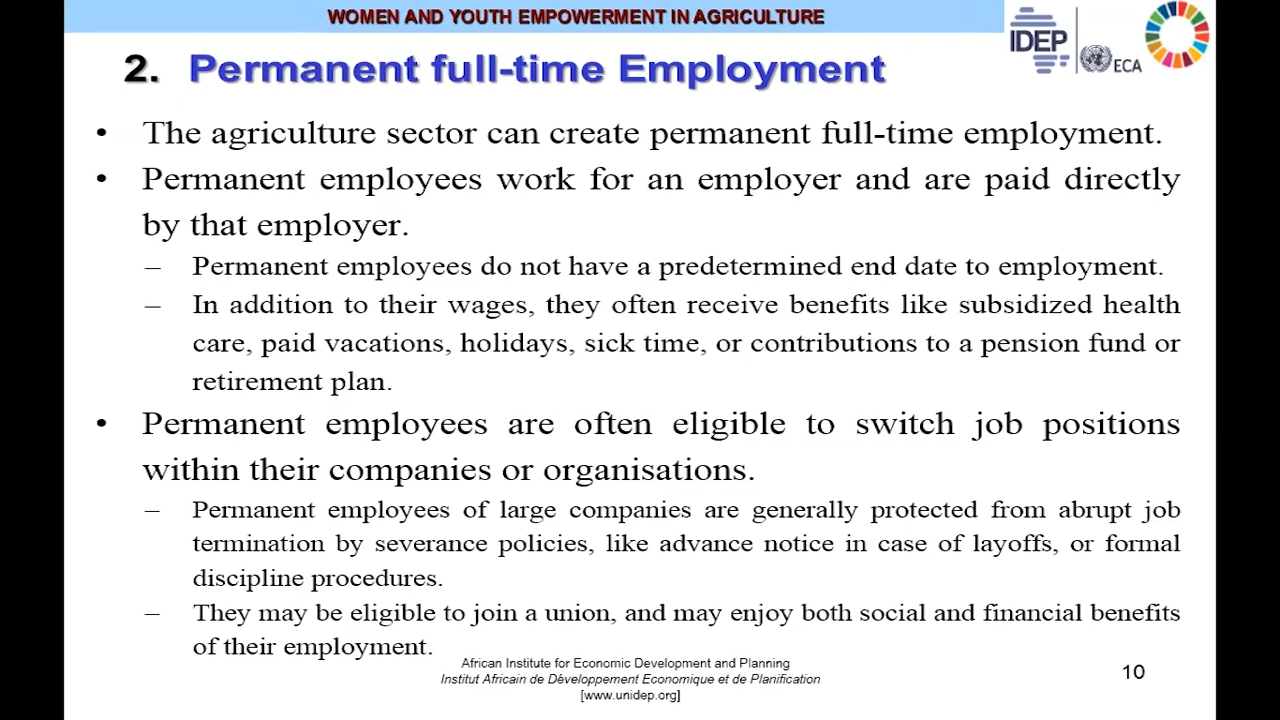 WOMEN AND YOUTH EMPOWERMENT IN AGRICULTURE
IDEP
ECA
2. Permanent full-time Employment
• The agriculture sector can create permanent full-time employment.
• Permanent employees work for an employer and are paid directly
by that employer.
– Permanent employees do not have a predetermined end date to employment.
– In addition to their wages, they often receive benefits like subsidized health
care, paid vacations, holidays, sick time, or contributions to a pension fund or
retirement plan.
• Permanent employees are often eligible to switch job positions
within their companies or organisations.
– Permanent employees of large companies are generally protected from abrupt job
termination by severance policies, like advance notice in case of layoffs, or formal
discipline procedures.
– They may be eligible to join a union, and may enjoy both social and financial benefits
of their employment.
African Institute for Economic Development and Planning
Institut Africain de Développement Economique et de Planification
[www.unidep.org]
10